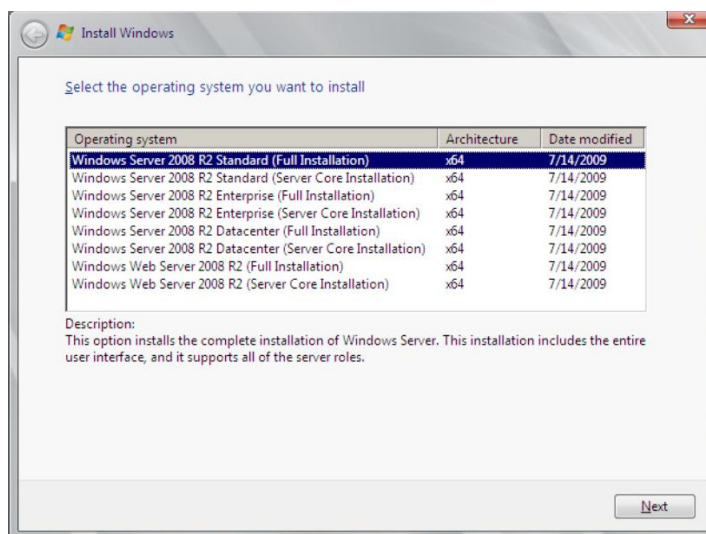 Install Windows
Select the operating system you want to install
Operating system Architecture Date modified
Windows Server 2008 R2 Standard (Full Installation) x64 7/14/2009
Windows Server 2008 R2 Standard (Server Core Installation) x64 7/14/2009
Windows Server 2008 R2 Enterprise (Full Installation) x64 7/14/2009
Windows Server 2008 R2 Enterprise (Server Core Installation) x64 7/14/2009
Windows Server 2008 R2 Datacenter (Full Installation) x64 7/14/2009
Windows Server 2008 R2 Datacenter (Server Core Installation) x64 7/14/2009
Windows Web Server 2008 R2 (Full Installation) x64 7/14/2009
Windows Web Server 2008 R2 (Server Core Installation) x64 7/14/2009
Description:
This option installs the complete installation of Windows Server. This installation includes the entire
user interface, and it supports all of the server roles.
Next